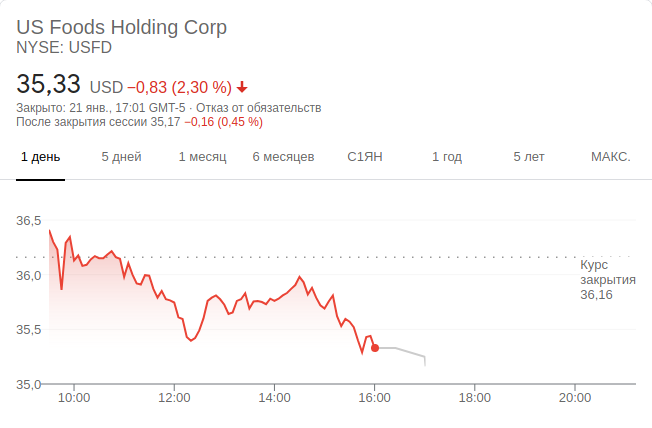 US Foods Holding Corp
NYSE: USFD
35,33 USD −0,83 (2,30 %)
Закрыто: 21 янв., 17:01 GMT-5 · Отказ от обязательств
После закрытия сессии 35,17 −0,16 (0,45 %)
1 день 5 дней 1 месяц 6 месяцев С1ЯН 1 год 5 лет МАКС.
36,5
Курс
закрытия
36,16
36,0
35,5
35,0
10:00 12:00 14:00 16:00 18:00 20:00